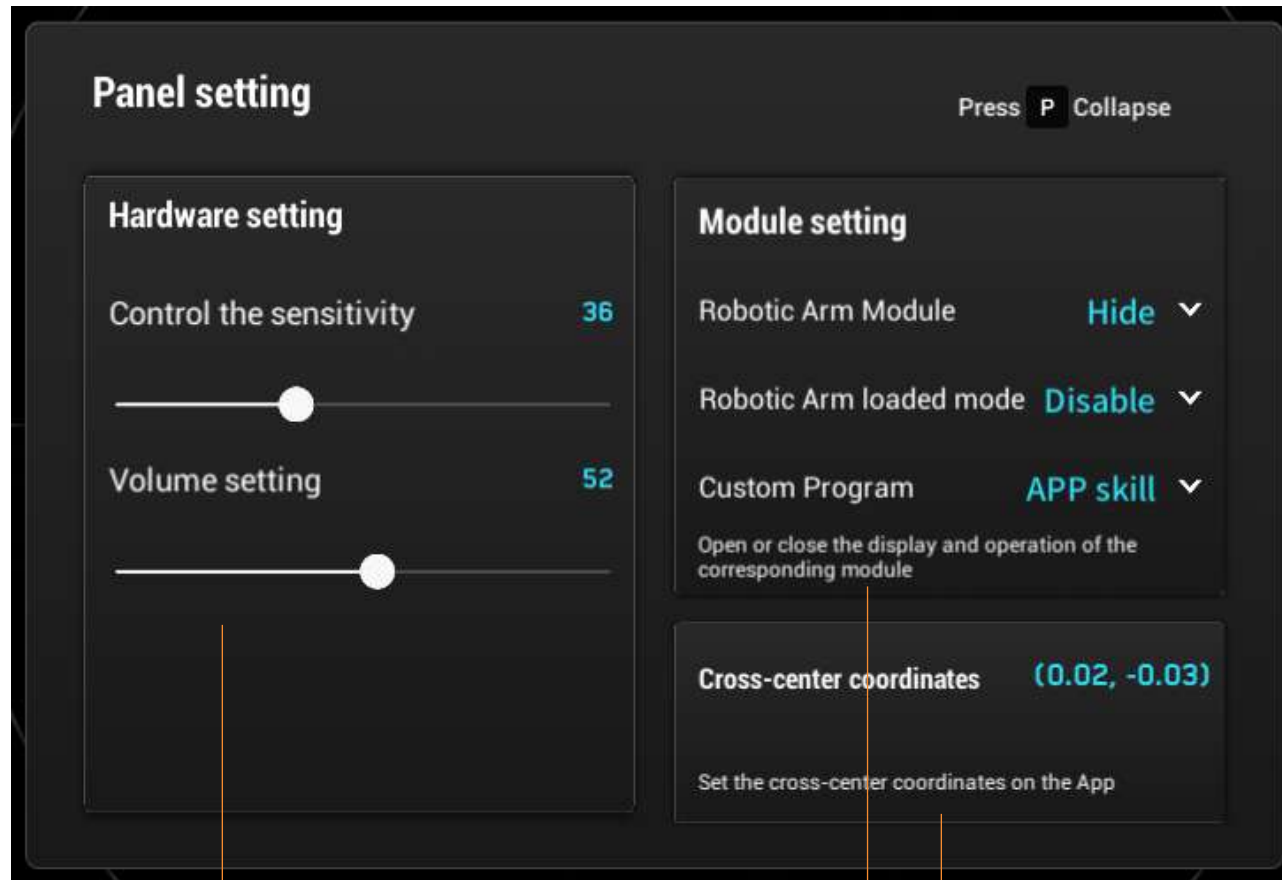 Panel setting
Press P Collapse
Hardware setting
Control the sensitivity 36
Volume setting 52
Module setting
Robotic Arm Module Hide
Robotic Arm loaded mode Disable
Custom Program APP skill
Open or close the display and operation of the
corresponding module
Cross-center coordinates (0.02, -0.03)
Set the cross-center coordinates on the App